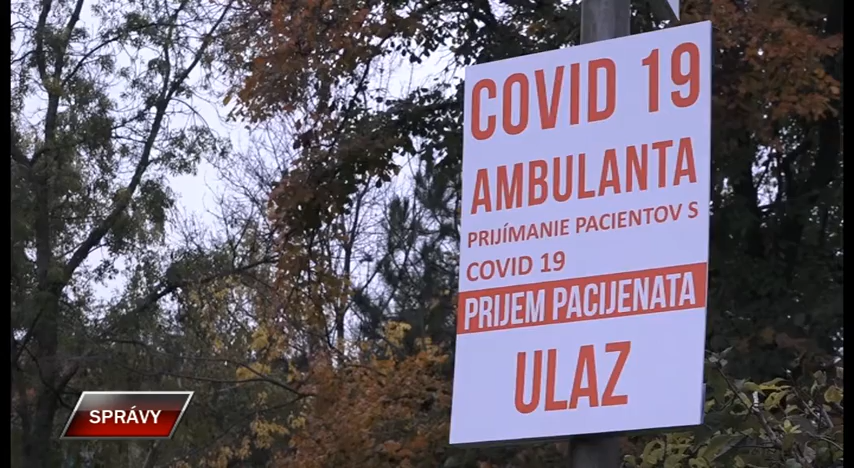 COVID 19
AMBULANTA
PRIJÍMANIE PACIENTOV S
COVID 19
PRIJEM PACIJENATA
ULAZ
SPRÁVY